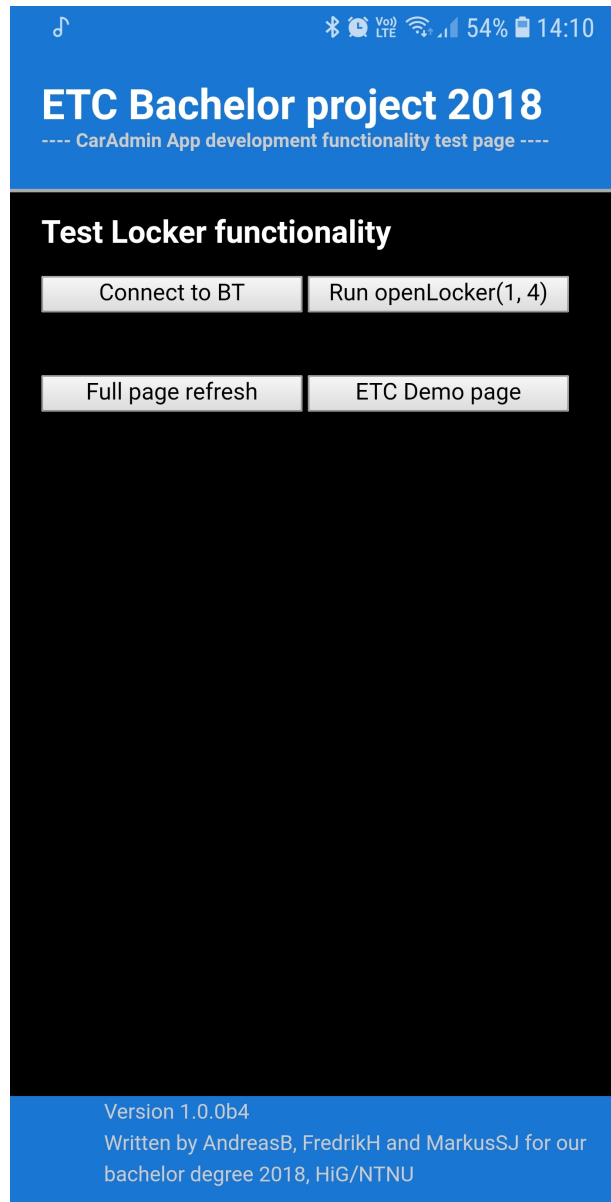 Vo)) LTE 54% 14:10
ETC Bachelor project 2018
---- CarAdmin App development functionality test page ----
Test Locker functionality
Connect to BT Run openLocker(1, 4)
Full page refresh ETC Demo page
Version 1.0.0b4
Written by AndreasB, FredrikH and MarkusSJ for our
bachelor degree 2018, HiG/NTNU